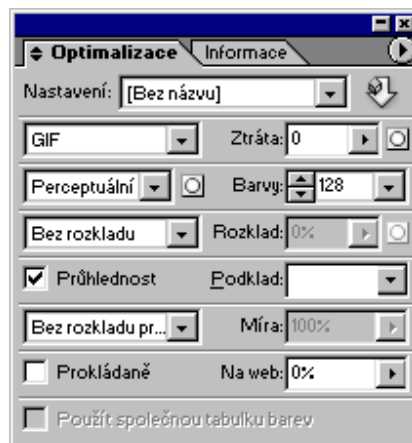 Optimalizace Informace
Nastavení: [Bez názvu]
GIF Ztráta: 0
Perceptuální Barvy: 128
Bez rozkladu Rozklad: 0%
Průhlednost Podklad:
Bez rozkladu pr... Míra: 100%
Prokládaně Na web: 0%
Použít společnou tabulku barev